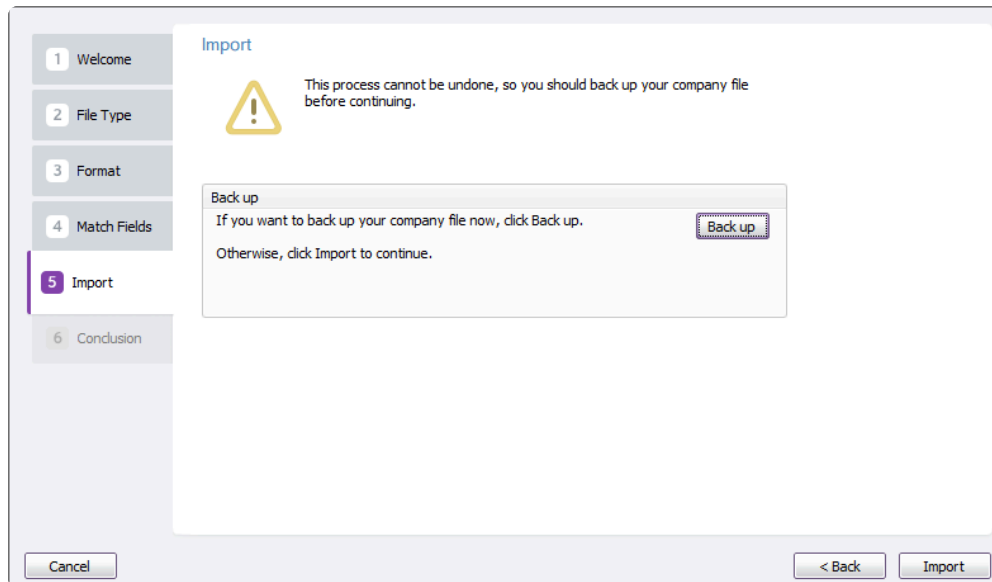 1 Welcome
2 File Type
3 Format
4 Match Fields
5 Import
6 Conclusion
Import
This process cannot be undone, so you should back up your company file
before continuing.
Back up
If you want to back up your company file now, click Back up.
Back up
Otherwise, click Import to continue.
Cancel
< Back
Import